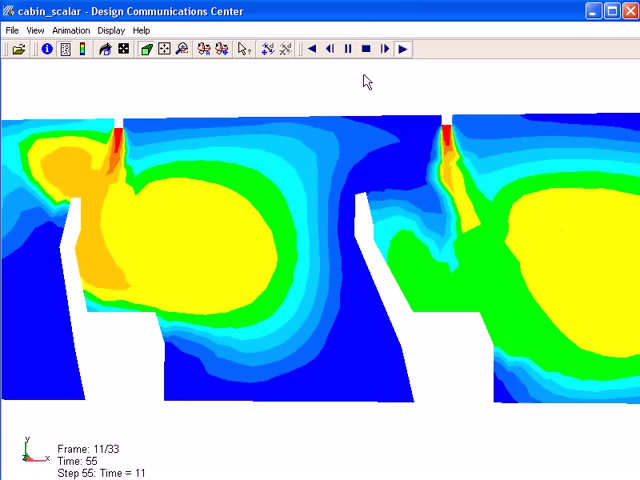 cabin_scalar - Design Communications Center
File View Animation Display Help
y
z x
Frame: 11/33
Time: 55
Step 55: Time = 11